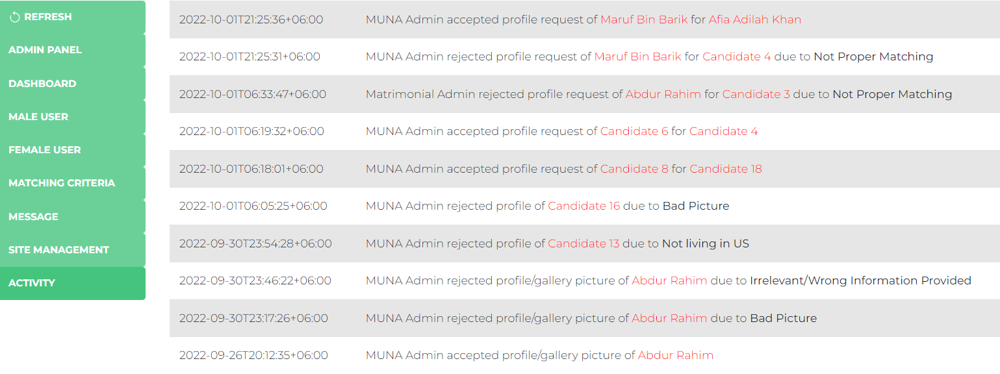 REFRESH
ADMIN PANEL
DASHBOARD
MALE USER
FEMALE USER
MATCHING CRITERIA
MESSAGE
SITE MANAGEMENT
ACTIVITY
2022-10-01T21:25:36+06:00 MUNA Admin accepted profile request of Maruf Bin Barik for Afia Adilah Khan
2022-10-01T21:25:31+06:00 MUNA Admin rejected profile request of Maruf Bin Barik for Candidate 4 due to Not Proper Matching
2022-10-01T06:33:47+06:00 Matrimonial Admin rejected profile request of Abdur Rahim for Candidate 3 due to Not Proper Matching
2022-10-01T06:19:32+06:00 MUNA Admin accepted profile request of Candidate 6 for Candidate 4
2022-10-01T06:18:01+06:00 MUNA Admin accepted profile request of Candidate 8 for Candidate 18
2022-10-01T06:05:25+06:00 MUNA Admin rejected profile of Candidate 16 due to Bad Picture
2022-09-30T23:54:28+06:00 MUNA Admin rejected profile of Candidate 13 due to Not living in US
2022-09-30T23:46:22+06:00 MUNA Admin rejected profile/gallery picture of Abdur Rahim due to Irrelevant/Wrong Information Provided
2022-09-30T23:17:26+06:00 MUNA Admin rejected profile/gallery picture of Abdur Rahim due to Bad Picture
2022-09-26T20:12:35+06:00 MUNA Admin accepted profile/gallery picture of Abdur Rahim